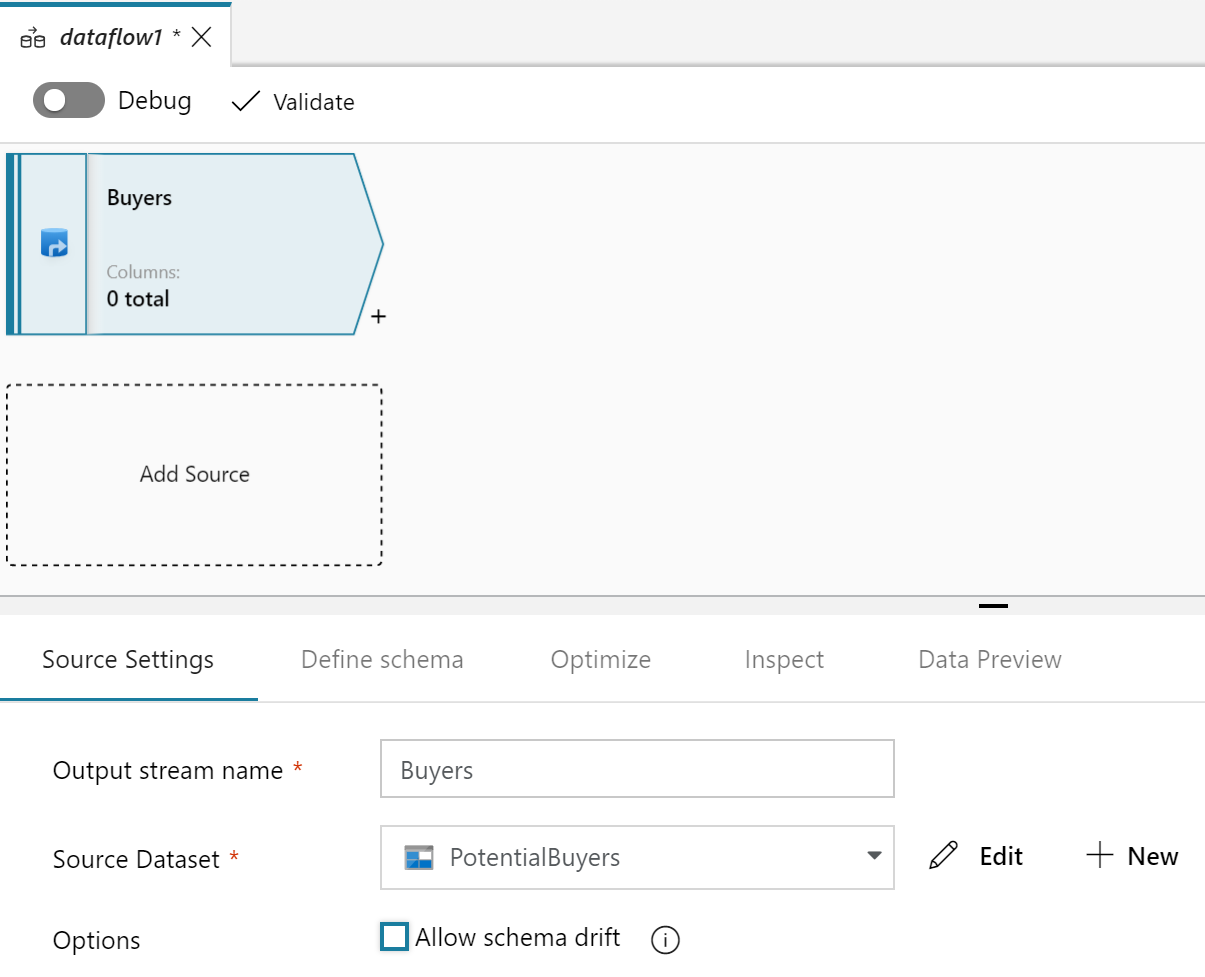 dataflow1 *
Debug Validate
Buyers
Columns:
0 total
+
Add Source
Source Settings Define schema Optimize Inspect Data Preview
Output stream name * Buyers
Source Dataset * PotentialBuyers Edit New
Options Allow schema drift